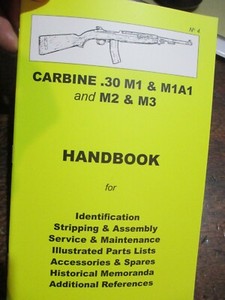 Nº 4
CARBINE .30 M1 & M1A1
and M2 & M3
HANDBOOK
for
Identification
Stripping & Assembly
Service & Maintenance
Illustrated Parts Lists
Accessories & Spares
Historical Memoranda
Additional References